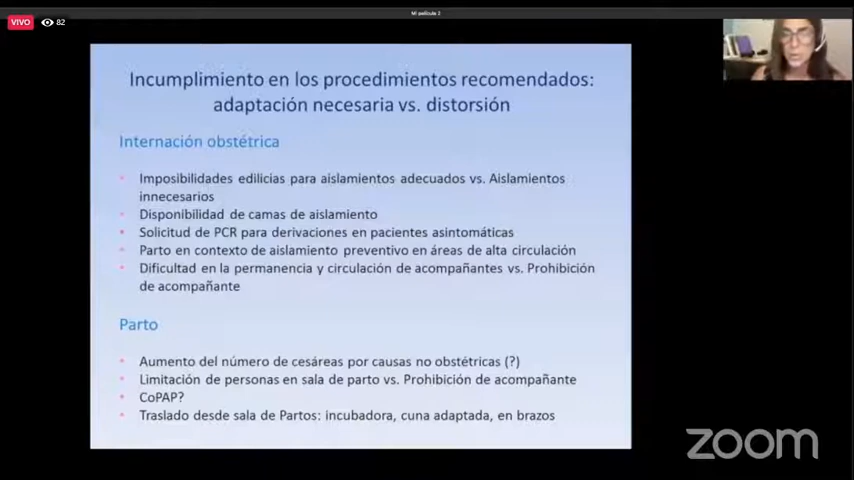 Mi película 2
VIVO 82
Incumplimiento en los procedimientos recomendados:
adaptación necesaria vs. distorsión
Internación obstétrica
Imposibilidades edilicias para aislamientos adecuados vs. Aislamientos
innecesarios
Disponibilidad de camas de aislamiento
Solicitud de PCR para derivaciones en pacientes asintomáticas
Parto en contexto de aislamiento preventivo en áreas de alta circulación
Dificultad en la permanencia y circulación de acompañantes vs. Prohibición
de acompañante
Parto
Aumento del número de cesáreas por causas no obstétricas (?)
Limitación de personas en sala de parto vs. Prohibición de acompañante
CoPAP?
Traslado desde sala de Partos: incubadora, cuna adaptada, en brazos
zoom